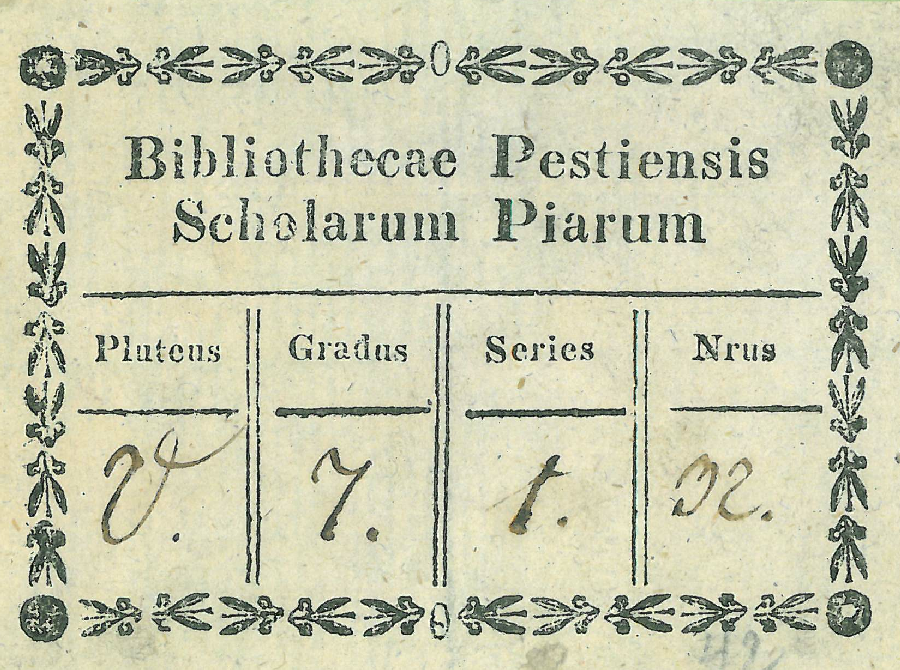 Bibliothecae Pestiensis
Scholarum Piarum
Pluteus Gradus Series Nrus
V. 7. 1. 32.